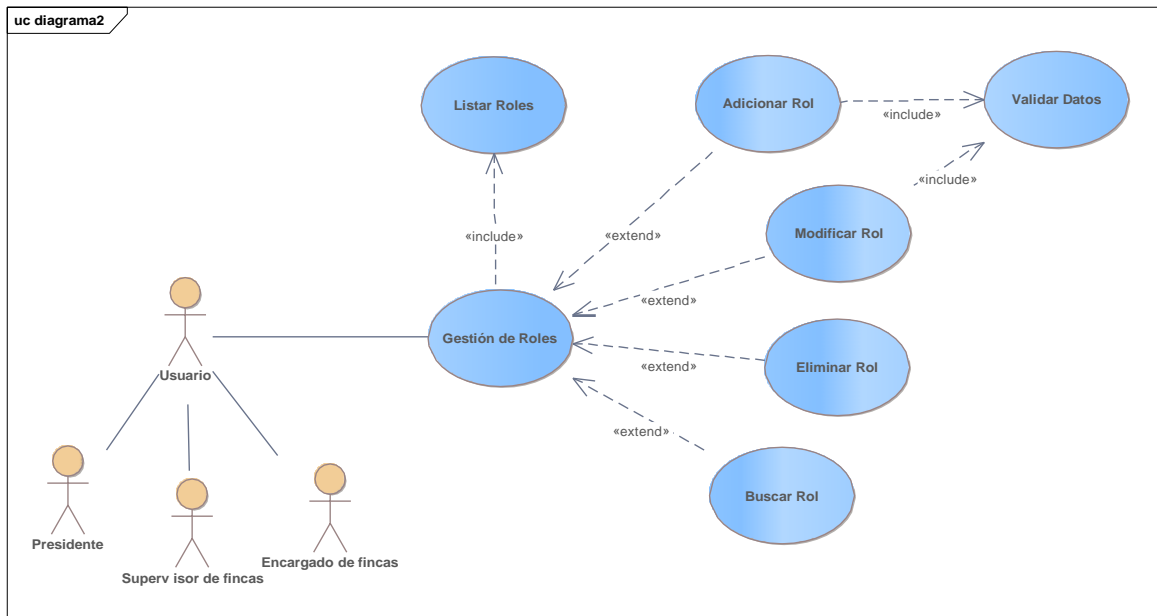 uc diagrama2
Listar Roles
Adicionar Rol
Validar Datos
«include»
«include»
Modificar Rol
«include»
«extend»
«extend»
Usuario
Gestión de Roles
Eliminar Rol
«extend»
«extend»
Buscar Rol
Presidente
Superv isor de fincas
Encargado de fincas